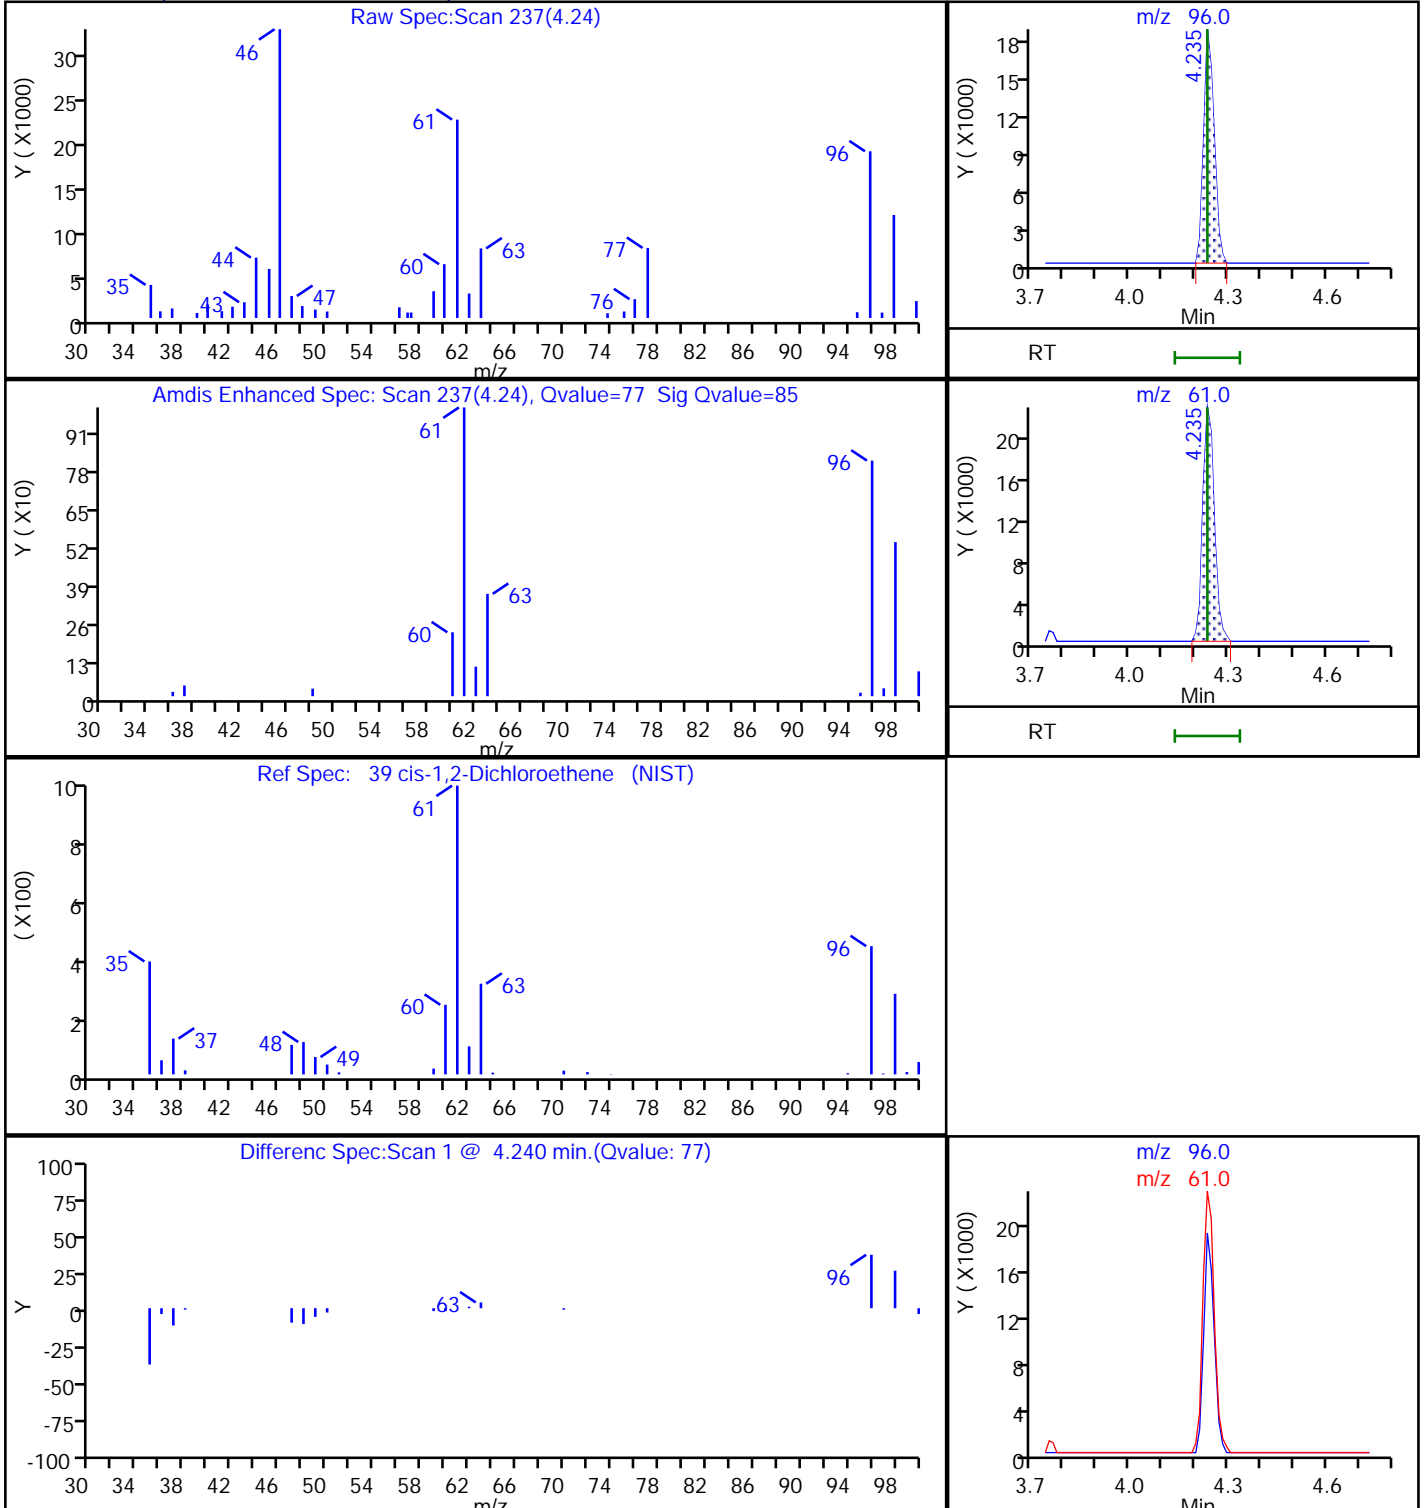 Raw Spec:Scan 237(4.24)
Y ( X1000)
30
25
20
15
10
5
0
46
61
96
44
60
63
77
35
43
47
76
30 34 38 42 46 50 54 58 62 66 70 74 78 82 86 90 94 98
m/z
m/z 96.0
Y ( X1000)
18
15
12
9
6
3
0
4.235
3.7 4.0 4.3 4.6
Min
RT
Amdis Enhanced Spec: Scan 237(4.24), Qvalue=77 Sig Qvalue=85
Y ( X10)
91
78
65
52
39
26
13
0
61
96
63
60
30 34 38 42 46 50 54 58 62 66 70 74 78 82 86 90 94 98
m/z
m/z 61.0
Y ( X1000)
20
16
12
8
4
0
4.235
3.7 4.0 4.3 4.6
Min
RT
Ref Spec: 39 cis-1,2-Dichloroethene (NIST)
( X100)
10
8
6
4
2
0
61
96
35
63
60
37
48
49
30 34 38 42 46 50 54 58 62 66 70 74 78 82 86 90 94 98
Differenc Spec:Scan 1 @ 4.240 min.(Qvalue: 77)
Y
100
75
50
25
0
-25
-50
-75
-100
96
63
30 34 38 42 46 50 54 58 62 66 70 74 78 82 86 90 94 98
m/z
m/z 96.0
m/z 61.0
Y ( X1000)
20
16
12
8
4
0
3.7 4.0 4.3 4.6
Min